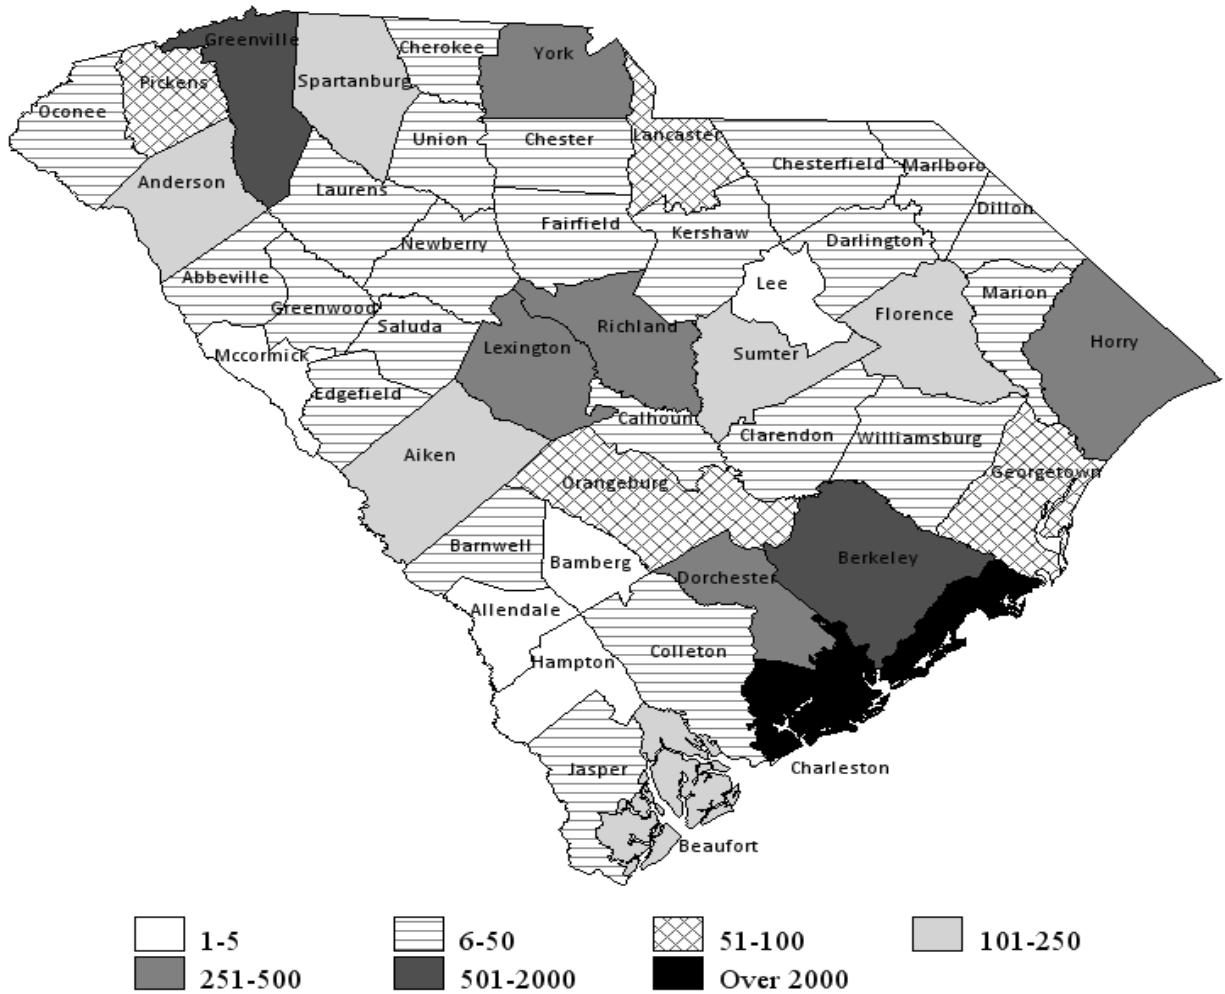 Greenville
Cherokee
York
Pickens
Spartanburg
Oconee
Union
Chester
Lancaster
Chesterfield
Marlboro
Anderson
Laurens
Dillon
Fairfield
Kershaw
Newberry
Darlington
Abbeville
Lee
Marion
Greenwood
Saluda
Richland
Florence
Horry
Mccormick
Lexington
Sumter
Edgefield
Calhoun
Clarendon
Williamsburg
Aiken
Georgetown
Orangeburg
Barnwell
Bamberg
Berkeley
Dorchester
Allendale
Colleton
Hampton
Jasper
Charleston
Beaufort
1-5 6-50 51-100 101-250
251-500 501-2000 Over 2000